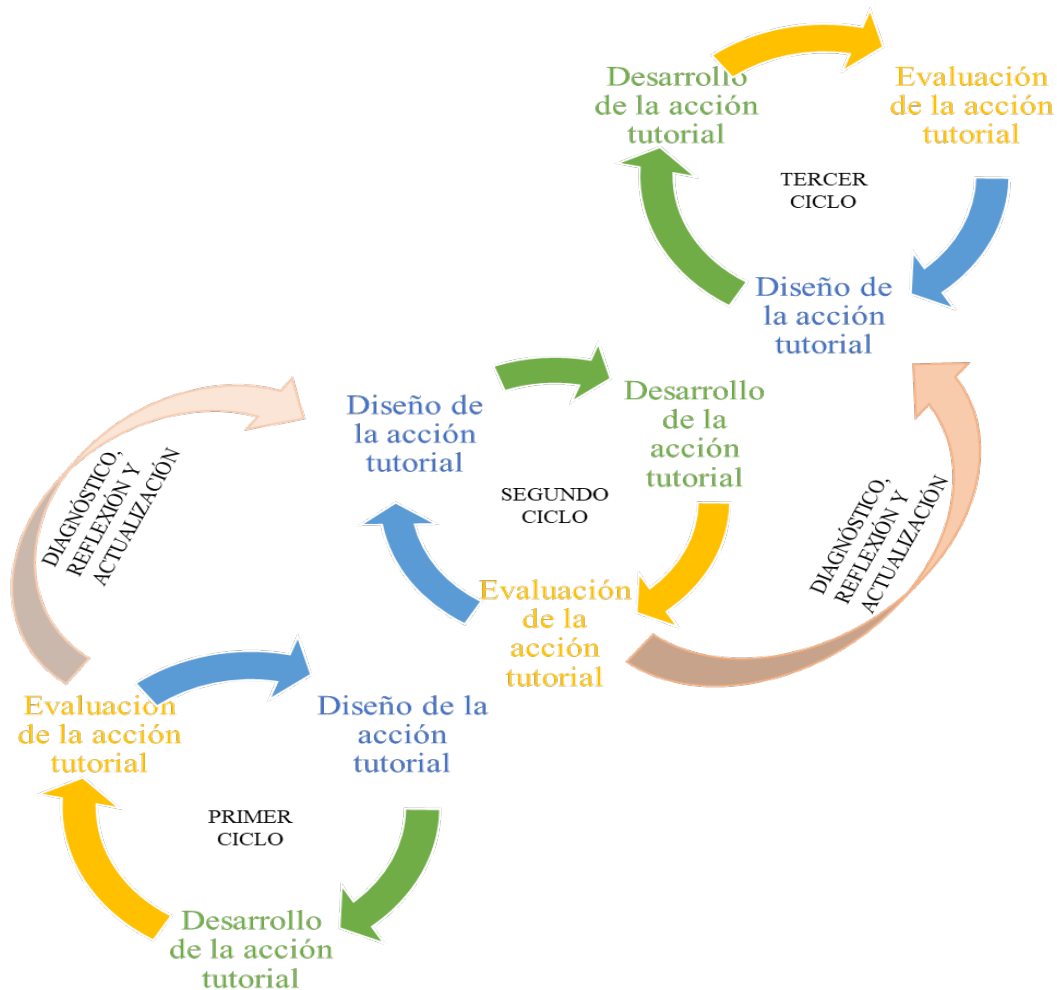 Desarrollo
de la acción
tutorial
Evaluación
de la acción
tutorial
TERCER
CICLO
Diseño de
la acción
tutorial
Diseño de
la acción
tutorial
Desarrollo
de la
acción
tutorial
SEGUNDO
CICLO
Evaluación
de la
acción
tutorial
DIAGNÓSTICO,
REFLEXIÓN Y
ACTUALIZACIÓN
DIAGNÓSTICO,
REFLEXIÓN Y
ACTUALIZACIÓN
Evaluación
de la acción
tutorial
Diseño de la
acción
tutorial
PRIMER
CICLO
Desarrollo
de la acción
tutorial